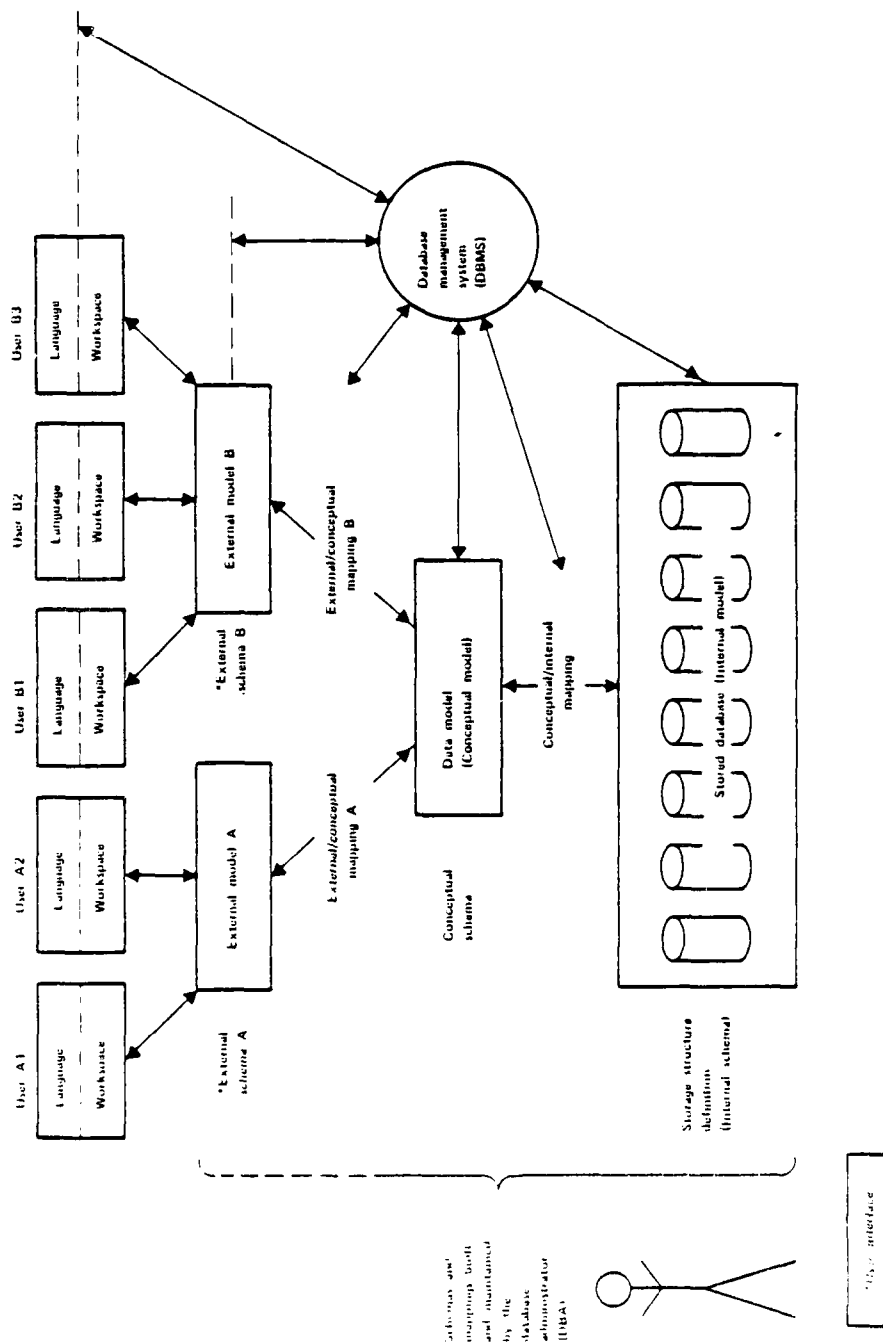 User A1
User A2
User B1
User B2
User B3
Language
Workspace
Language
Workspace
Language
Workspace
Language
Workspace
Language
Workspace
*External
schema A
External model A
*External
schema B
External model B
External/conceptual
mapping A
External/conceptual
mapping B
Database
management
system
(DBMS)
Conceptual
schema
Data model
(Conceptual model)
Conceptual/internal
mapping
Storage structure
definition
(Internal schema)
Stored database (Internal model)
schemas and
mappings built
and maintained
by the
database
administrator
(DBA)
*User interface